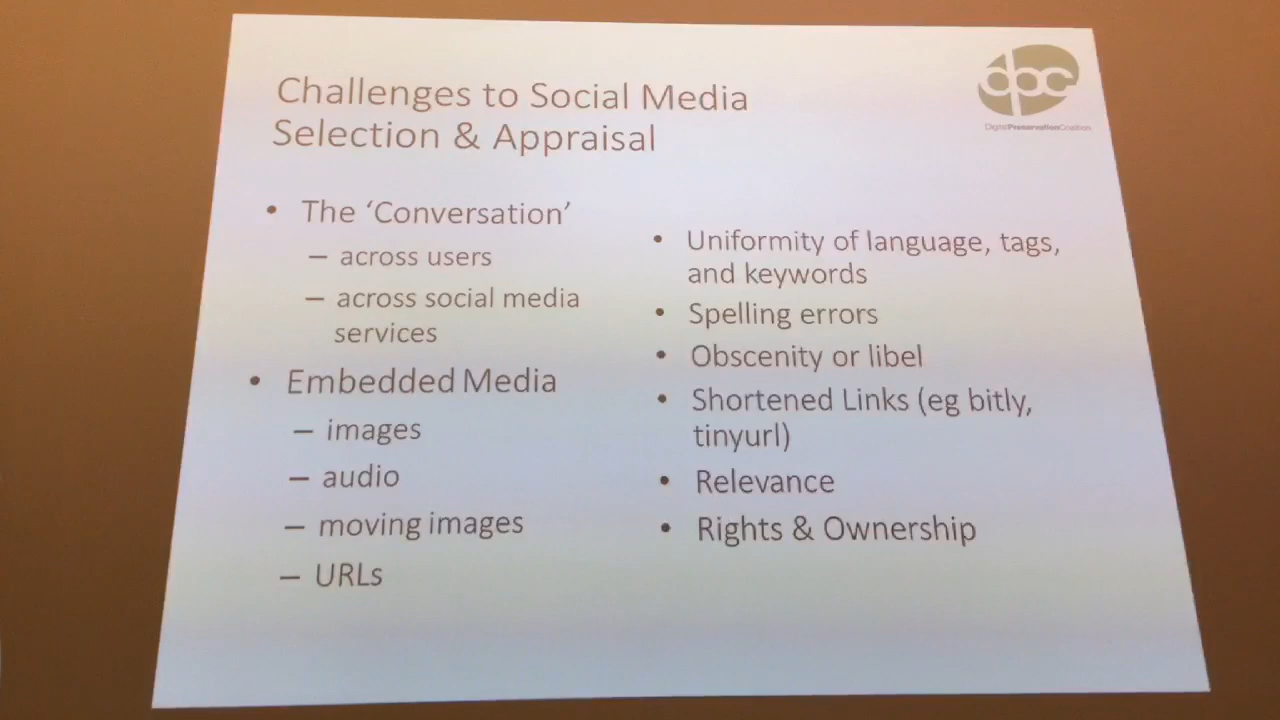 Challenges to Social Media
Selection & Appraisal
dpc
DigitalPreservationCoalition
• The ‘Conversation’
– across users
– across social media
services
• Embedded Media
– images
– audio
– moving images
– URLs
• Uniformity of language, tags,
and keywords
• Spelling errors
• Obscenity or libel
• Shortened Links (eg bitly,
tinyurl)
• Relevance
• Rights & Ownership